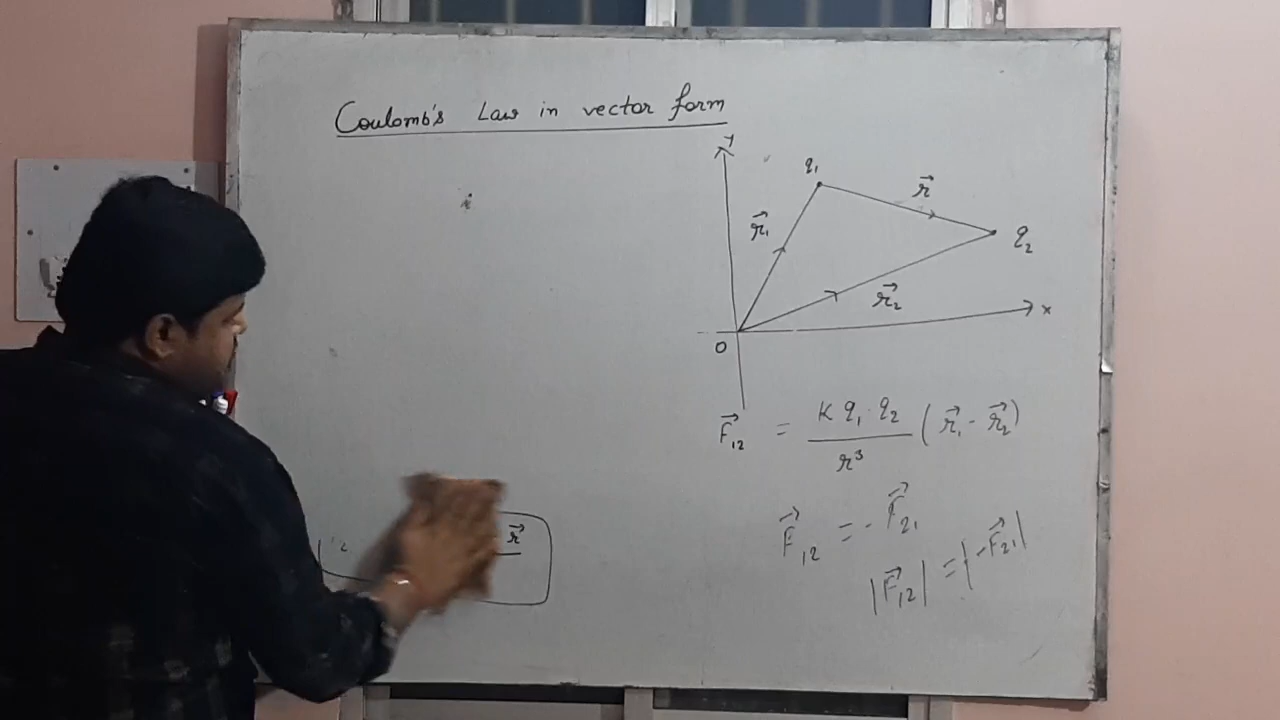 Coulomb's Law in vector form
y
q₁
r⃗
r⃗₁
q₂
r⃗₂
x
O
F⃗₁₂ = K q₁·q₂ / r³ (r⃗₁ - r⃗₂)
r⃗
12
F⃗₁₂ = - F⃗₂₁
|F⃗₁₂| = |-F⃗₂₁|